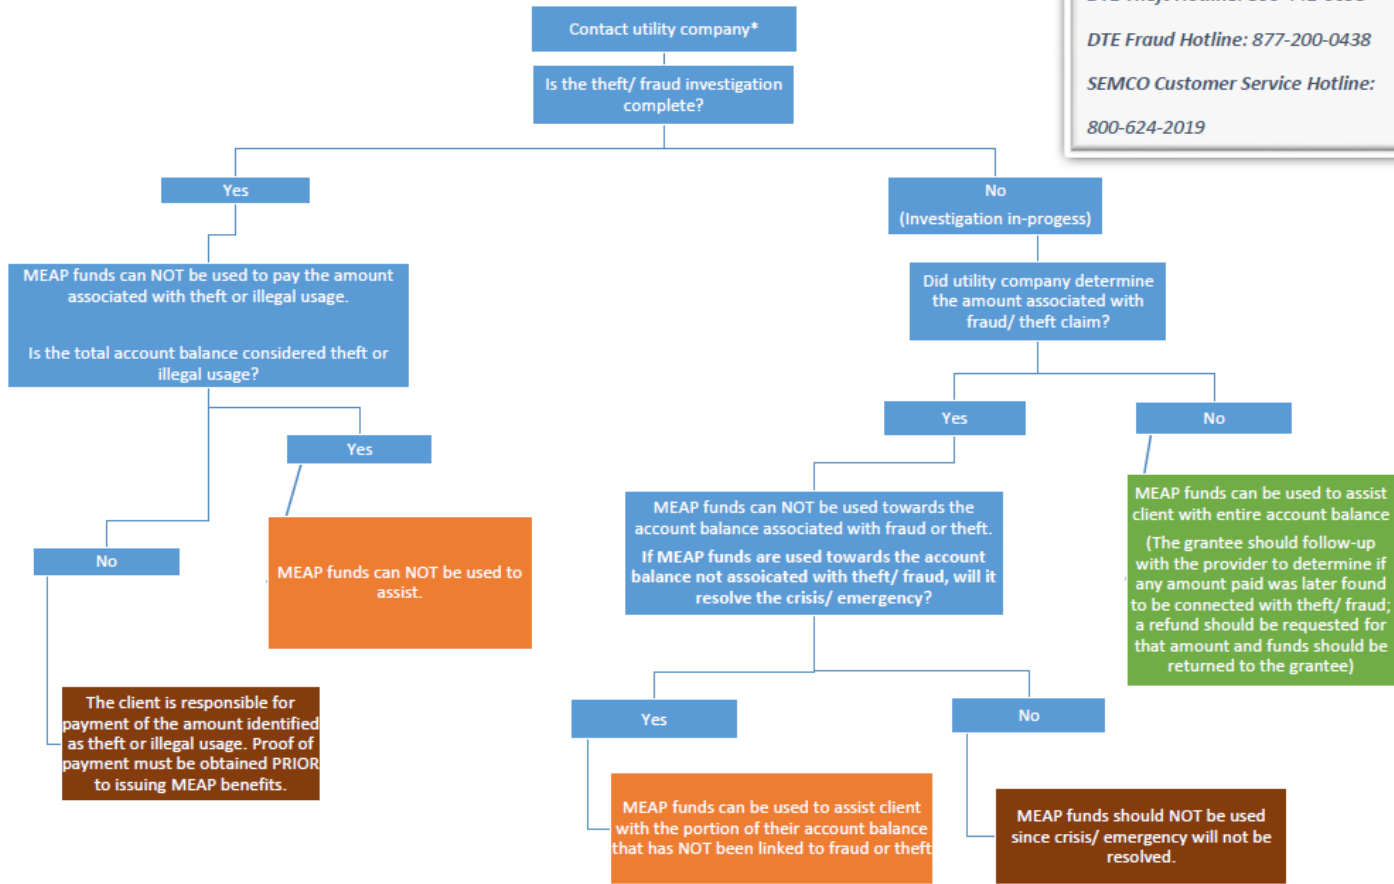 DTE Fraud Hotline: 877-200-0438
SEMCO Customer Service Hotline:
800-624-2019
Contact utility company*
Is the theft/ fraud investigation
complete?
Yes
No
(Investigation in-progess)
MEAP funds can NOT be used to pay the amount
associated with theft or illegal usage.
Is the total account balance considered theft or
illegal usage?
Did utility company determine
the amount associated with
fraud/ theft claim?
Yes
No
Yes
No
MEAP funds can NOT be used to
assist.
The client is responsible for
payment of the amount identified
as theft or illegal usage. Proof of
payment must be obtained PRIOR
to issuing MEAP benefits.
MEAP funds can NOT be used towards the
account balance associated with fraud or theft.
If MEAP funds are used towards the account
balance not assoicated with theft/ fraud, will it
resolve the crisis/ emergency?
MEAP funds can be used to assist
client with entire account balance
(The grantee should follow-up
with the provider to determine if
any amount paid was later found
to be connected with theft/ fraud;
a refund should be requested for
that amount and funds should be
returned to the grantee)
Yes
No
MEAP funds can be used to assist client
with the portion of their account balance
that has NOT been linked to fraud or theft
MEAP funds should NOT be used
since crisis/ emergency will not be
resolved.